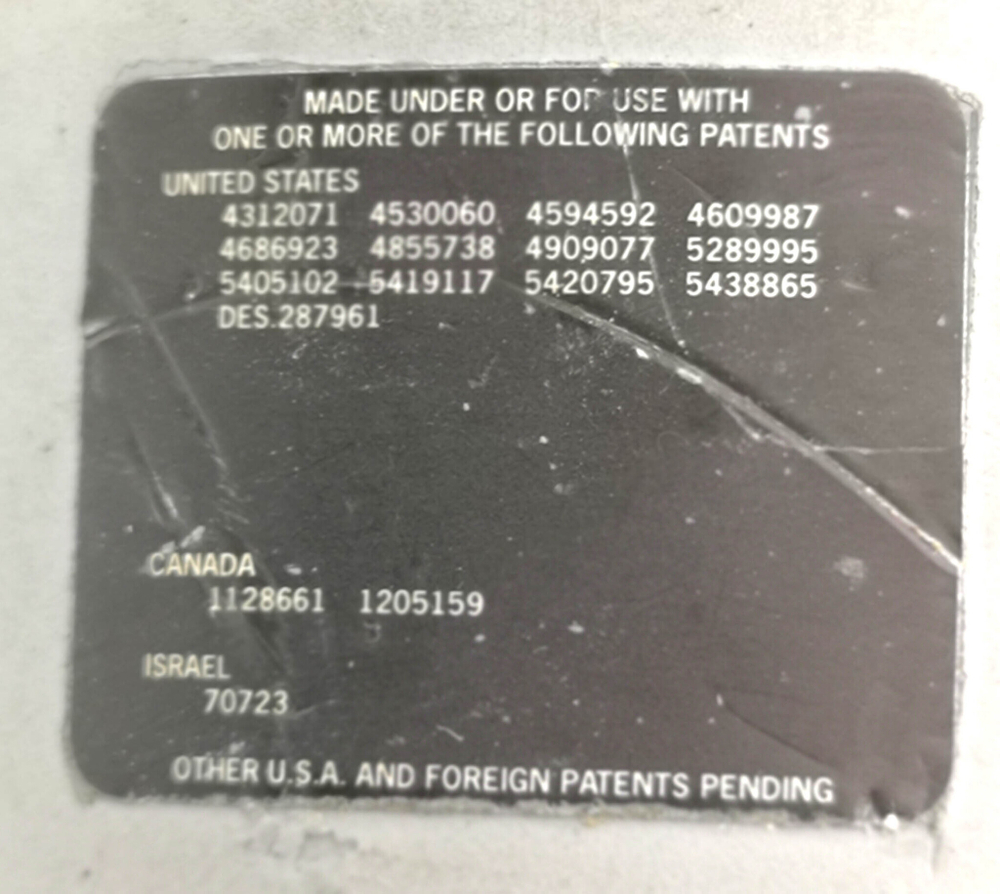 MADE UNDER OR FOR USE WITH
ONE OR MORE OF THE FOLLOWING PATENTS
UNITED STATES
4312071 4530060 4594592 4609987
4686923 4855738 4909077 5289995
5405102 5419117 5420795 5438865
DES.287961
CANADA
1128661 1205159
ISRAEL
70723
OTHER U.S.A. AND FOREIGN PATENTS PENDING